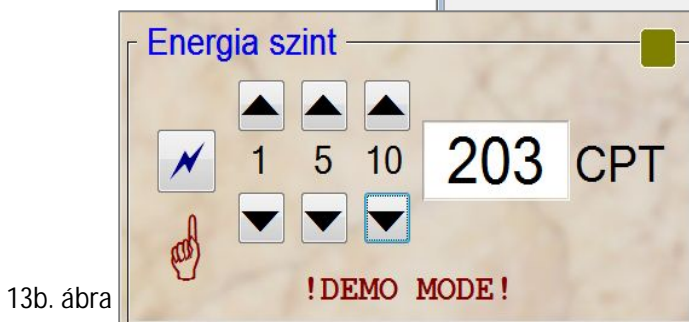 Energia szint
1 5 10 203 CPT
!DEMO MODE!
13b. ábra